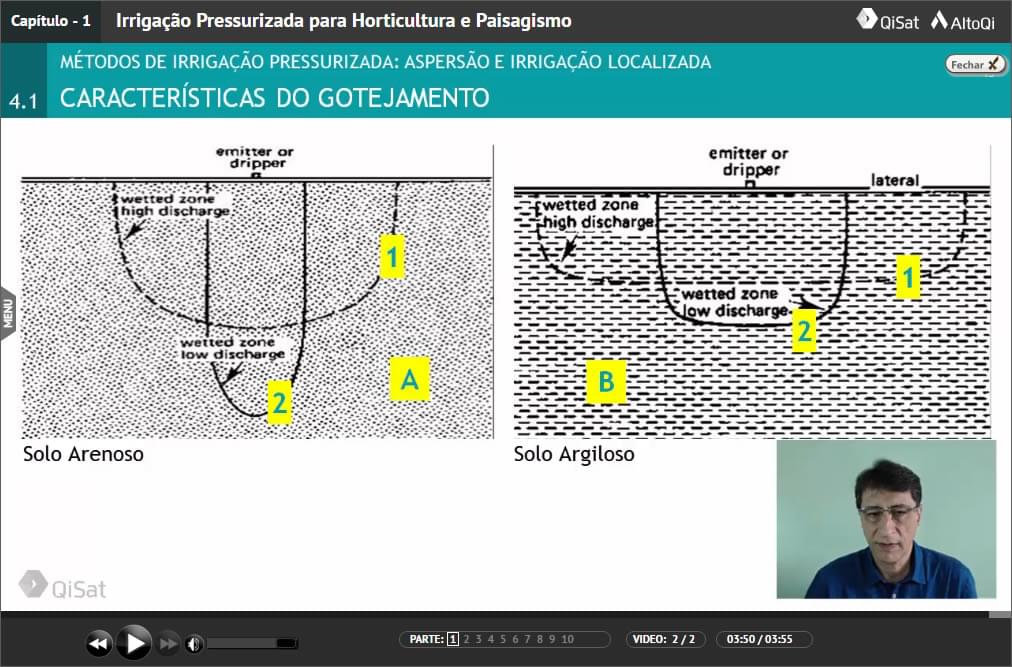 Capítulo - 1
Irrigação Pressurizada para Horticultura e Paisagismo
QiSat
AltoQi
4.1
MÉTODOS DE IRRIGAÇÃO PRESSURIZADA: ASPERSÃO E IRRIGAÇÃO LOCALIZADA
CARACTERÍSTICAS DO GOTEJAMENTO
Fechar X
MENU
emitter or
dripper
wetted zone
high discharge
1
wetted zone
low discharge
2
A
Solo Arenoso
emitter or
dripper
lateral
wetted zone
high discharge
1
wetted zone
low discharge
2
B
Solo Argiloso
QiSat
PARTE: 1 2 3 4 5 6 7 8 9 10
VIDEO: 2 / 2
03:50 / 03:55